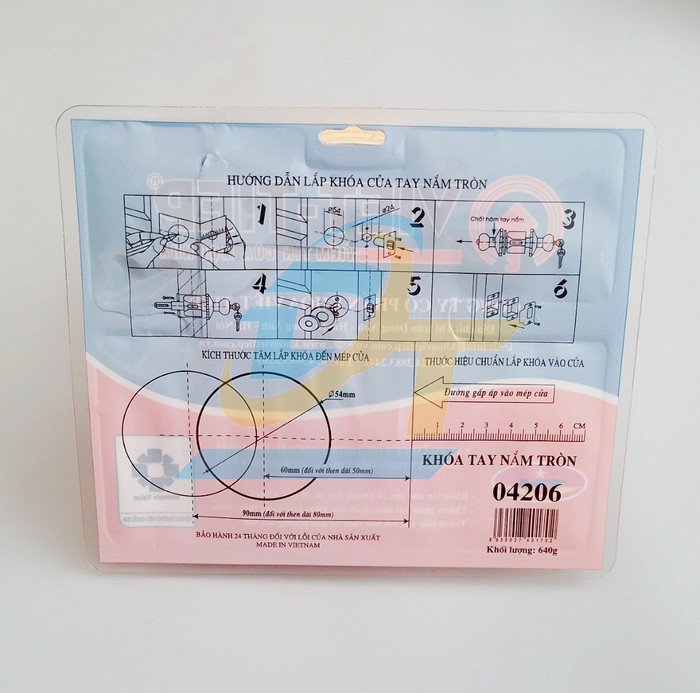 HƯỚNG DẪN LẮP KHÓA CỬA TAY NẮM TRÒN
1
ø54
ø24
2
Chốt hãm tay nắm
3
4
5
6
KÍCH THƯỚC TÂM LẮP KHÓA ĐẾN MÉP CỬA
THƯỚC HIỆU CHUẨN LẮP KHÓA VÀO CỬA
Ø54mm
Đường gấp áp vào mép cửa
1 2 3 4 5 6 CM
60mm (đối với then dài 50mm)
90mm (đối với then dài 80mm)
KHÓA TAY NẮM TRÒN
04206
Khối lượng: 640g
BẢO HÀNH 24 THÁNG ĐỐI VỚI LỖI CỦA NHÀ SẢN XUẤT
MADE IN VIETNAM